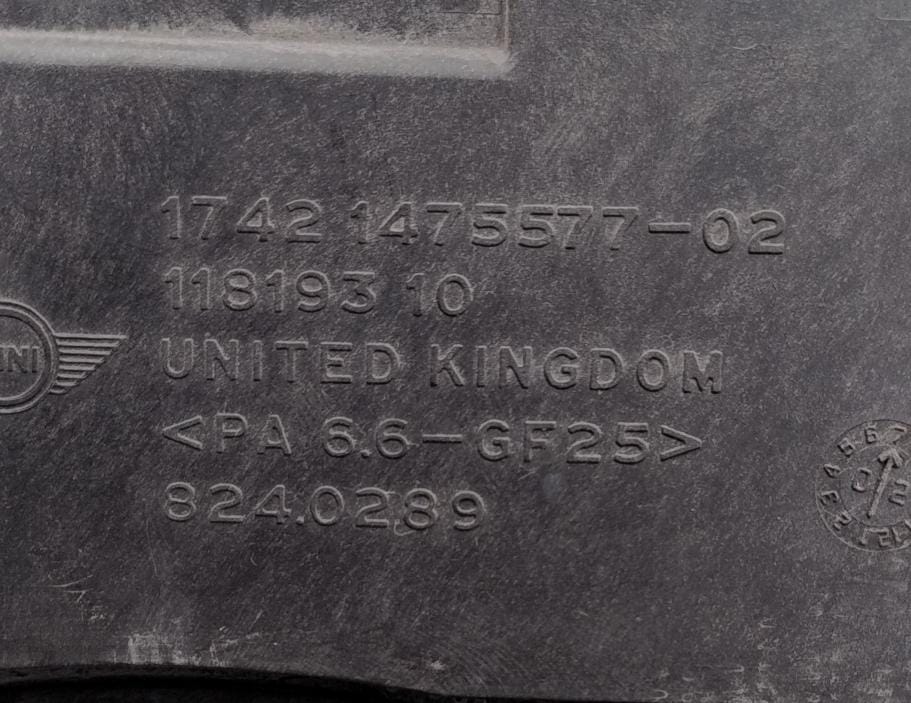 1742 1475577-02
118193 10
UNITED KINGDOM
<PA 6.6-GF25>
824.0289